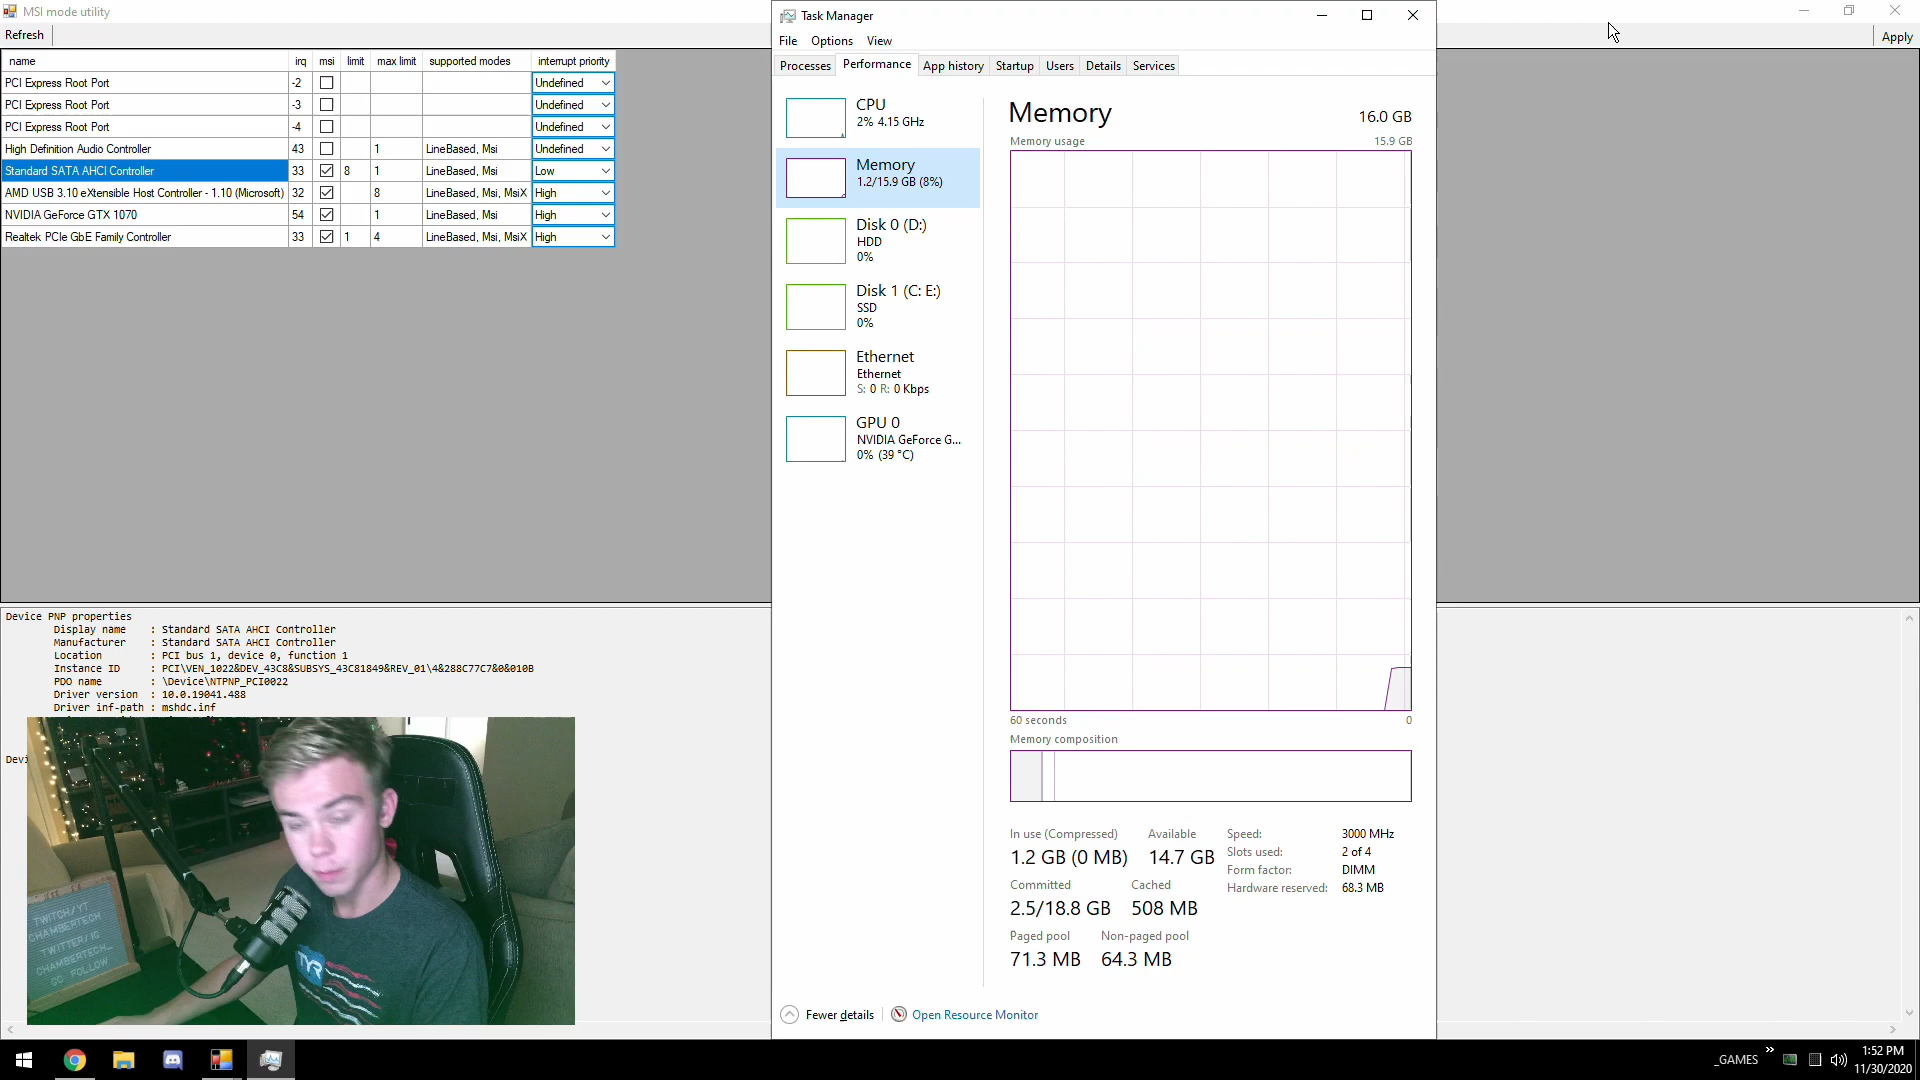 MSI mode utility
Refresh
Apply
name irq msi limit max limit supported modes interrupt priority
PCI Express Root Port -2 Undefined
PCI Express Root Port -3 Undefined
PCI Express Root Port -4 Undefined
High Definition Audio Controller 43 1 LineBased, Msi Undefined
Standard SATA AHCI Controller 33 8 1 LineBased, Msi Low
AMD USB 3.10 eXtensible Host Controller - 1.10 (Microsoft) 32 8 LineBased, Msi, MsiX High
NVIDIA GeForce GTX 1070 54 1 LineBased, Msi High
Realtek PCIe GbE Family Controller 33 1 4 LineBased, Msi, MsiX High
Device PNP properties
Display name : Standard SATA AHCI Controller
Manufacturer : Standard SATA AHCI Controller
Location : PCI bus 1, device 0, function 1
Instance ID : PCI\VEN_1022&DEV_43C8&SUBSYS_43C81849&REV_01\4&288C77C7&0&010B
PDO name : \Device\NTPNP_PCI0022
Driver version : 10.0.19041.488
Driver inf-path : mshdc.inf
Devi
TWITCH/YT
CHAMBERTECH
TWITTER/IG
CHAMBERTECH_
GO FOLLOW
TYR
Task Manager
File Options View
Processes Performance App history Startup Users Details Services
CPU
2% 4.15 GHz
Memory
1.2/15.9 GB (8%)
Disk 0 (D:)
HDD
0%
Disk 1 (C: E:)
SSD
0%
Ethernet
Ethernet
S: 0 R: 0 Kbps
GPU 0
NVIDIA GeForce G...
0% (39 °C)
Memory 16.0 GB
Memory usage 15.9 GB
60 seconds 0
Memory composition
In use (Compressed) Available
1.2 GB (0 MB) 14.7 GB
Committed Cached
2.5/18.8 GB 508 MB
Paged pool Non-paged pool
71.3 MB 64.3 MB
Speed: 3000 MHz
Slots used: 2 of 4
Form factor: DIMM
Hardware reserved: 68.3 MB
Fewer details Open Resource Monitor
_GAMES » 1:52 PM
11/30/2020